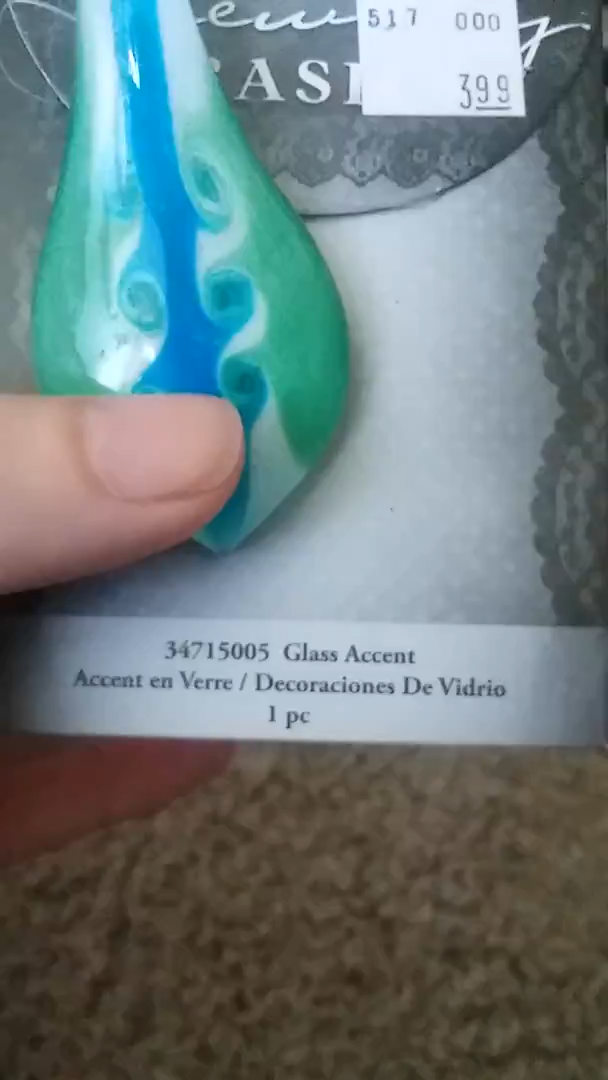 517 000
399
34715005 Glass Accent
Accent en Verre / Decoraciones De Vidrio
1 pc